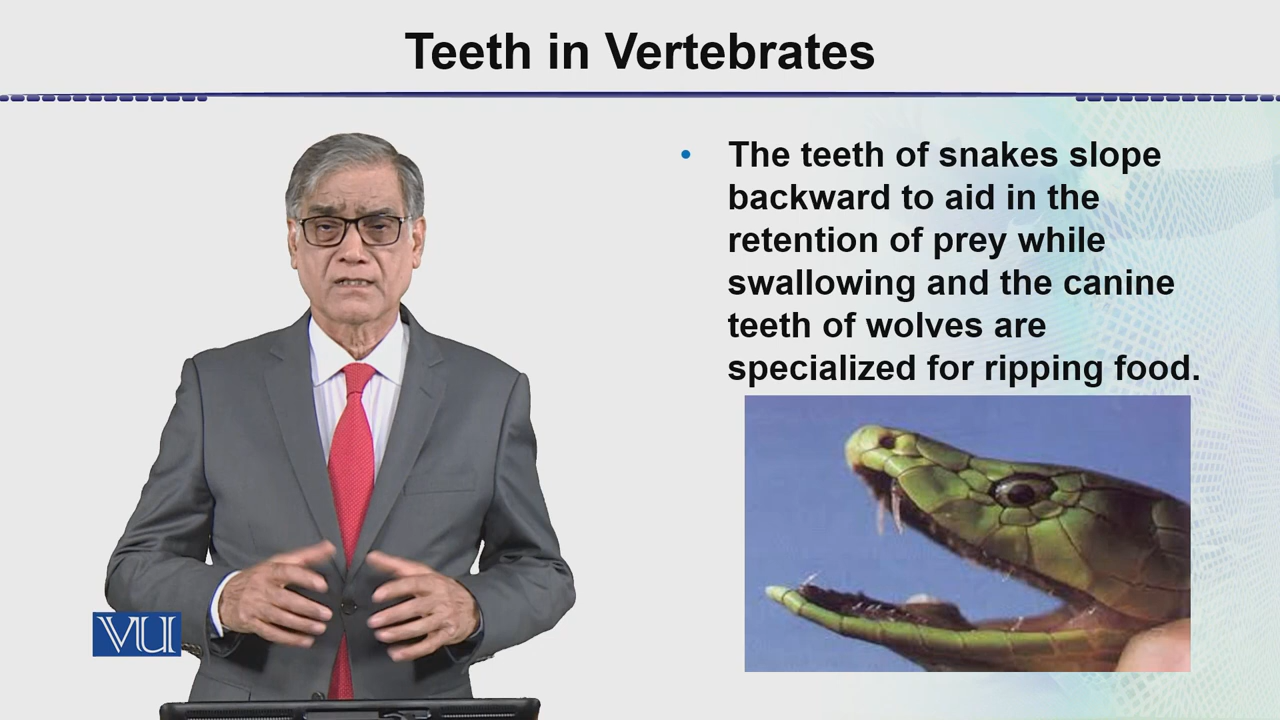 Teeth in Vertebrates
• The teeth of snakes slope
backward to aid in the
retention of prey while
swallowing and the canine
teeth of wolves are
specialized for ripping food.
VU